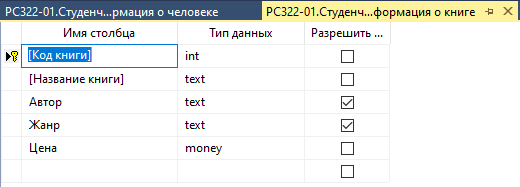 PC322-01.Студенч...рмация о человеке
PC322-01.Студенч...формация о книге
Имя столбца Тип данных Разрешить ...
[Код книги] int
[Название книги] text
Автор text
Жанр text
Цена money